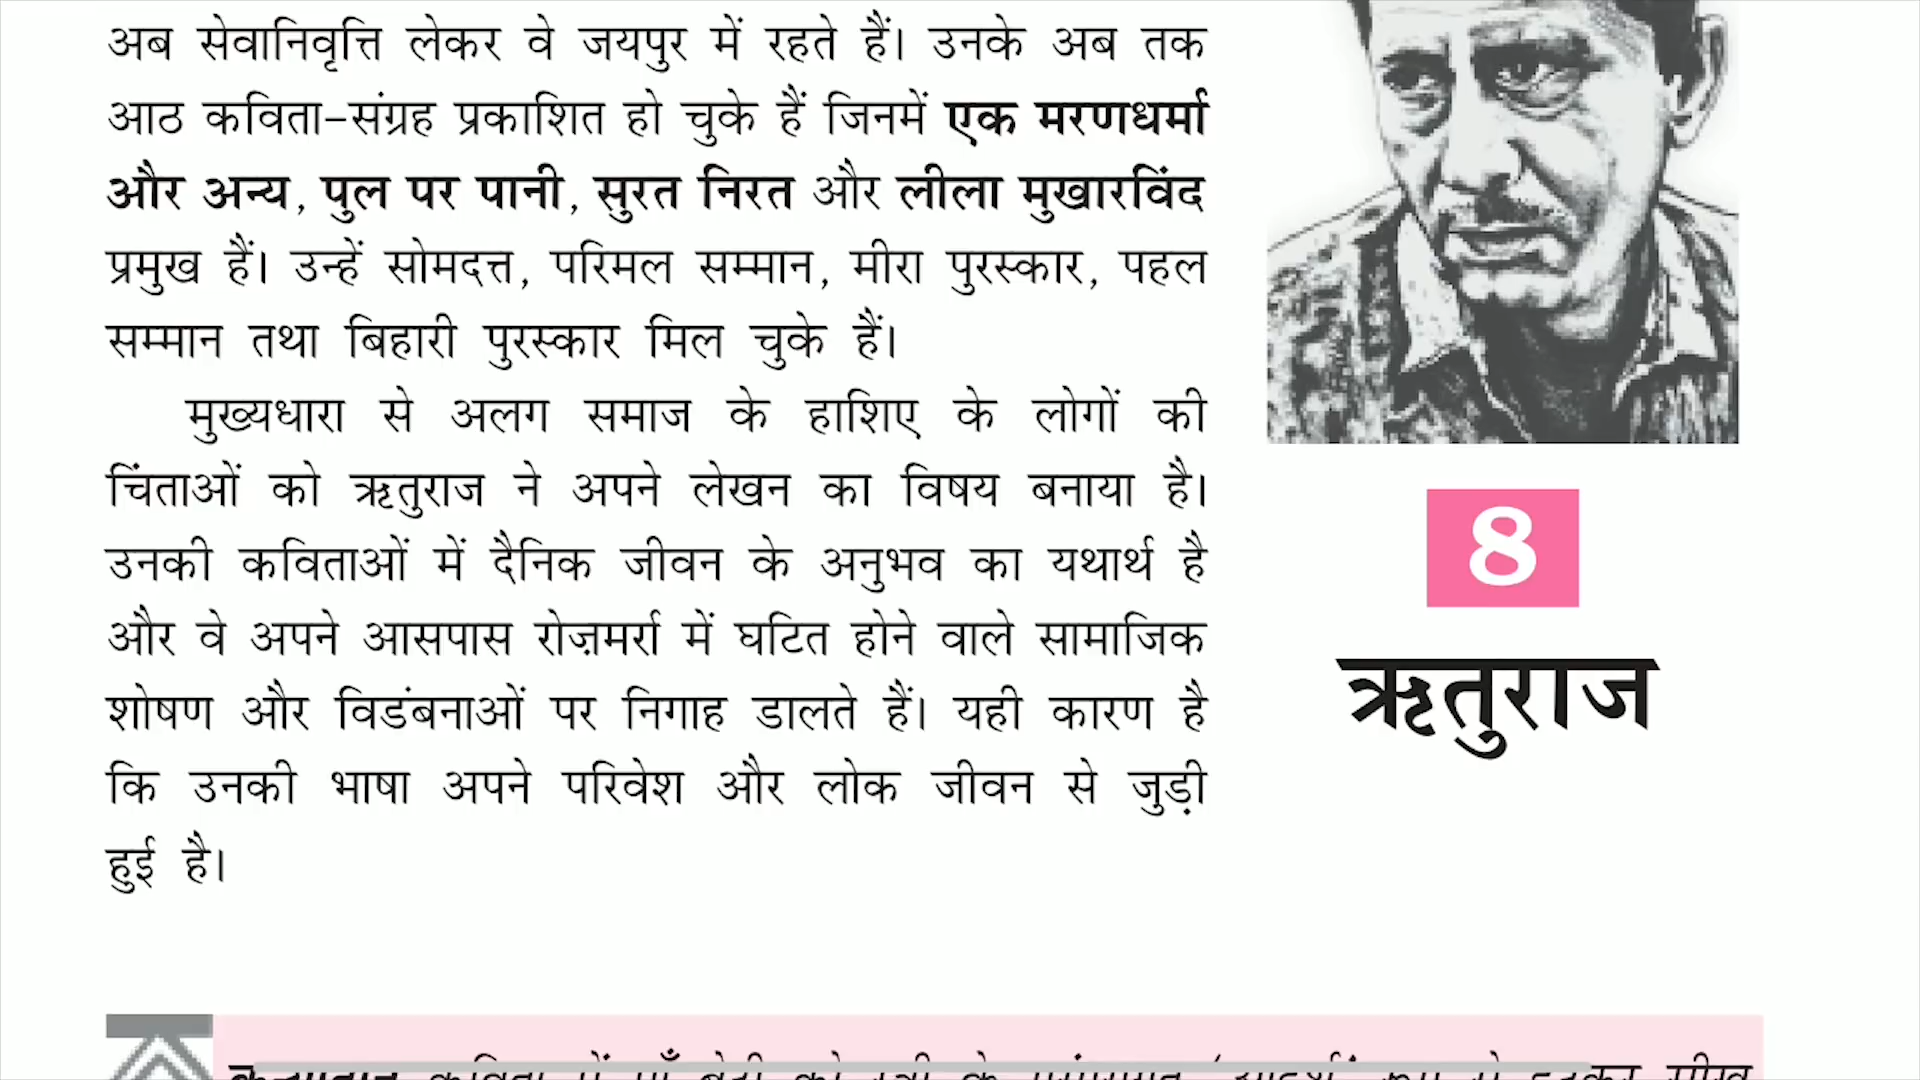 अब सेवानिवृत्ति लेकर वे जयपुर में रहते हैं। उनके अब तक
आठ कविता-संग्रह प्रकाशित हो चुके हैं जिनमें एक मरणधर्मा
और अन्य, पुल पर पानी, सुरत निरत और लीला मुखारविंद
प्रमुख हैं। उन्हें सोमदत्त, परिमल सम्मान, मीरा पुरस्कार, पहल
सम्मान तथा बिहारी पुरस्कार मिल चुके हैं।
मुख्यधारा से अलग समाज के हाशिए के लोगों की
चिंताओं को ऋतुराज ने अपने लेखन का विषय बनाया है।
उनकी कविताओं में दैनिक जीवन के अनुभव का यथार्थ है
और वे अपने आसपास रोज़मर्रा में घटित होने वाले सामाजिक
शोषण और विडंबनाओं पर निगाह डालते हैं। यही कारण है
कि उनकी भाषा अपने परिवेश और लोक जीवन से जुड़ी
हुई है।
8
ऋतुराज